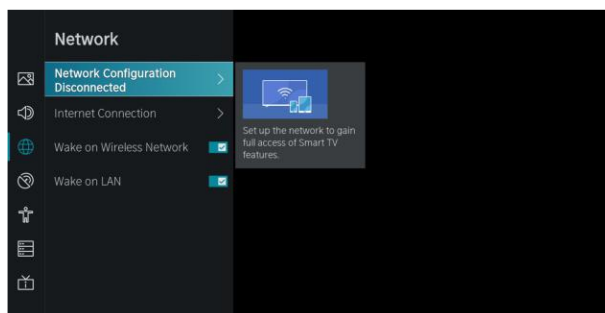 Network
Network Configuration
Disconnected
Internet Connection
Wake on Wireless Network
Wake on LAN
Set up the network to gain
full access of Smart TV
features.